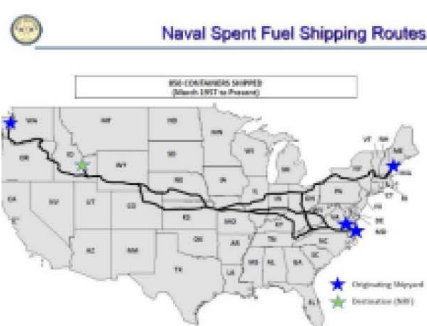 Naval Spent Fuel Shipping Routes
850 CONTAINERS SHIPPED
(March 1957 to Present)
WA
MT
ND
MN
VT
NH
ME
OR
ID
WY
SD
WI
MI
NY
MA
CT
RI
CA
NV
UT
CO
NE
IA
IL
IN
OH
PA
NJ
DE
MD
KS
MO
KY
VA
AZ
NM
OK
AR
TN
NC
SC
TX
LA
MS
AL
GA
FL
Originating Shipyard
Destination (NRF)